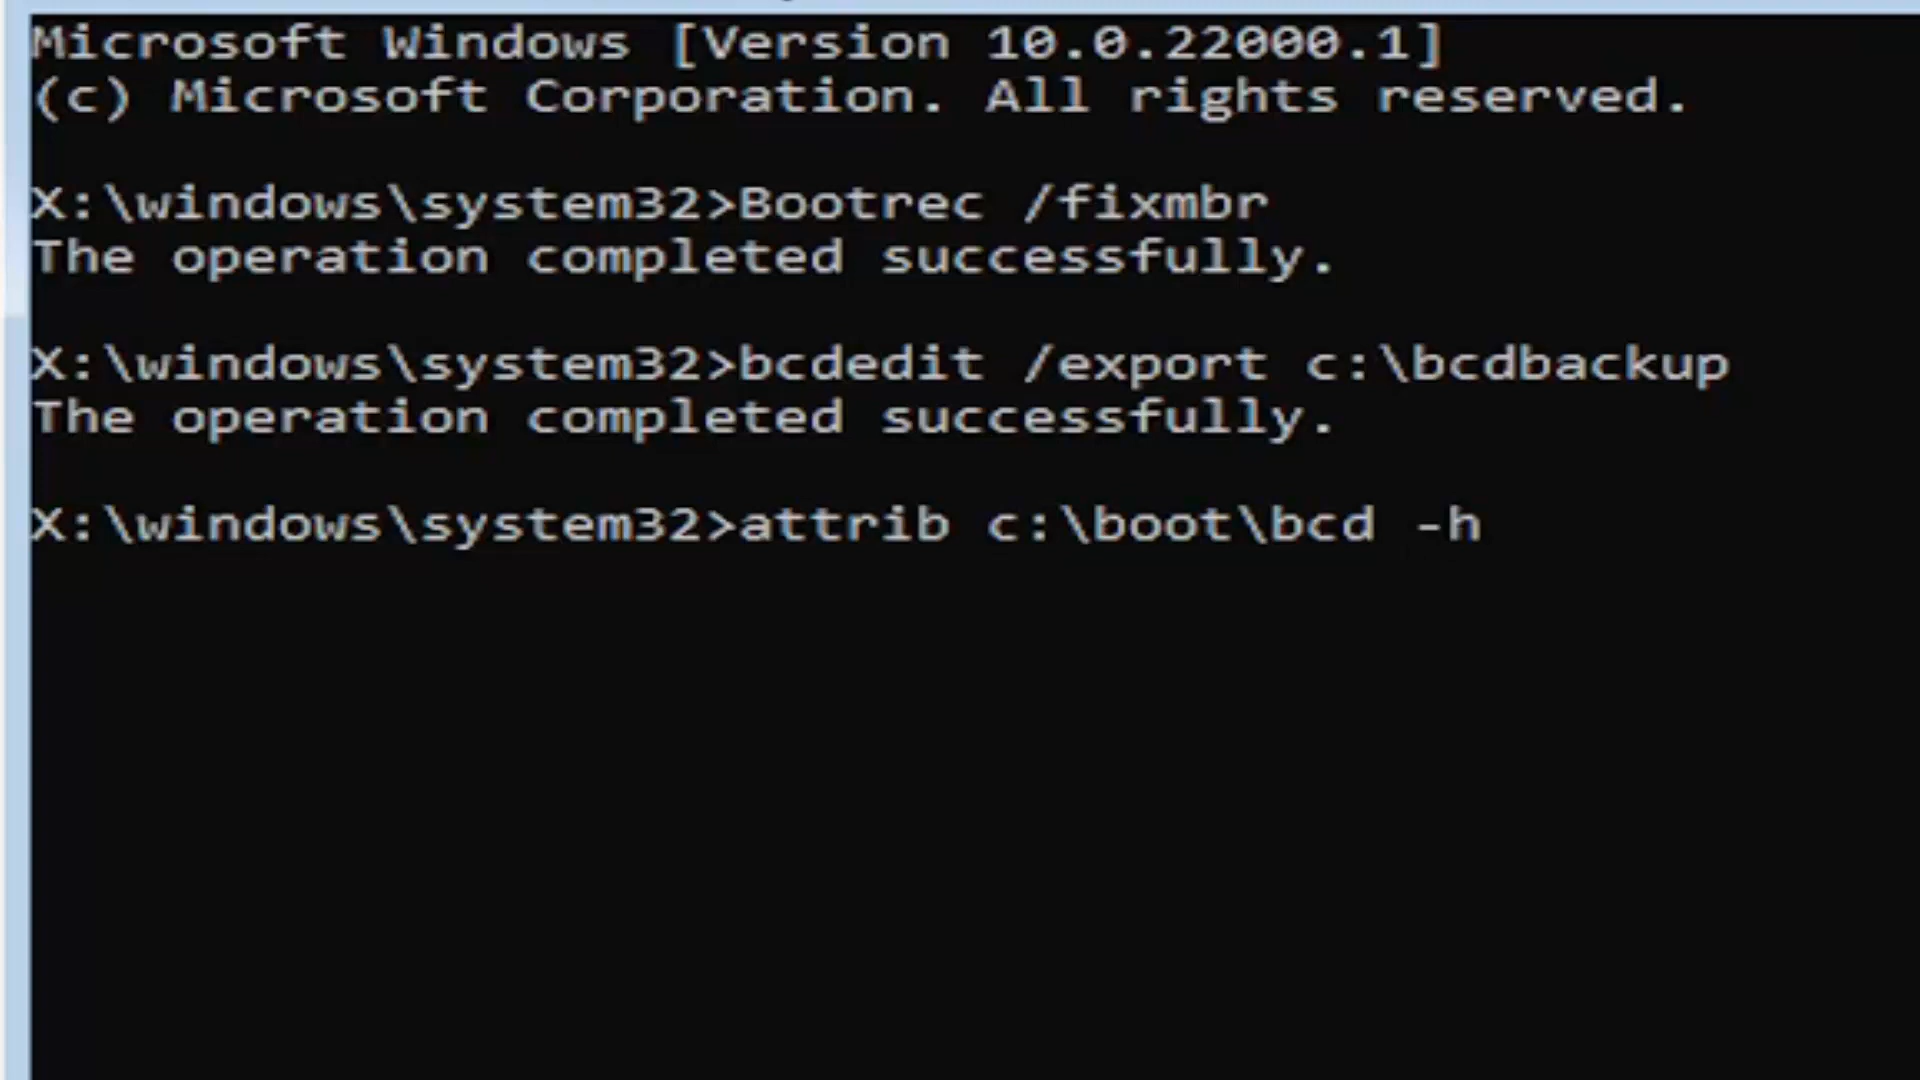 Microsoft Windows [Version 10.0.22000.1]
(c) Microsoft Corporation. All rights reserved.
X:\windows\system32>Bootrec /fixmbr
The operation completed successfully.
X:\windows\system32>bcdedit /export c:\bcdbackup
The operation completed successfully.
X:\windows\system32>attrib c:\boot\bcd -h